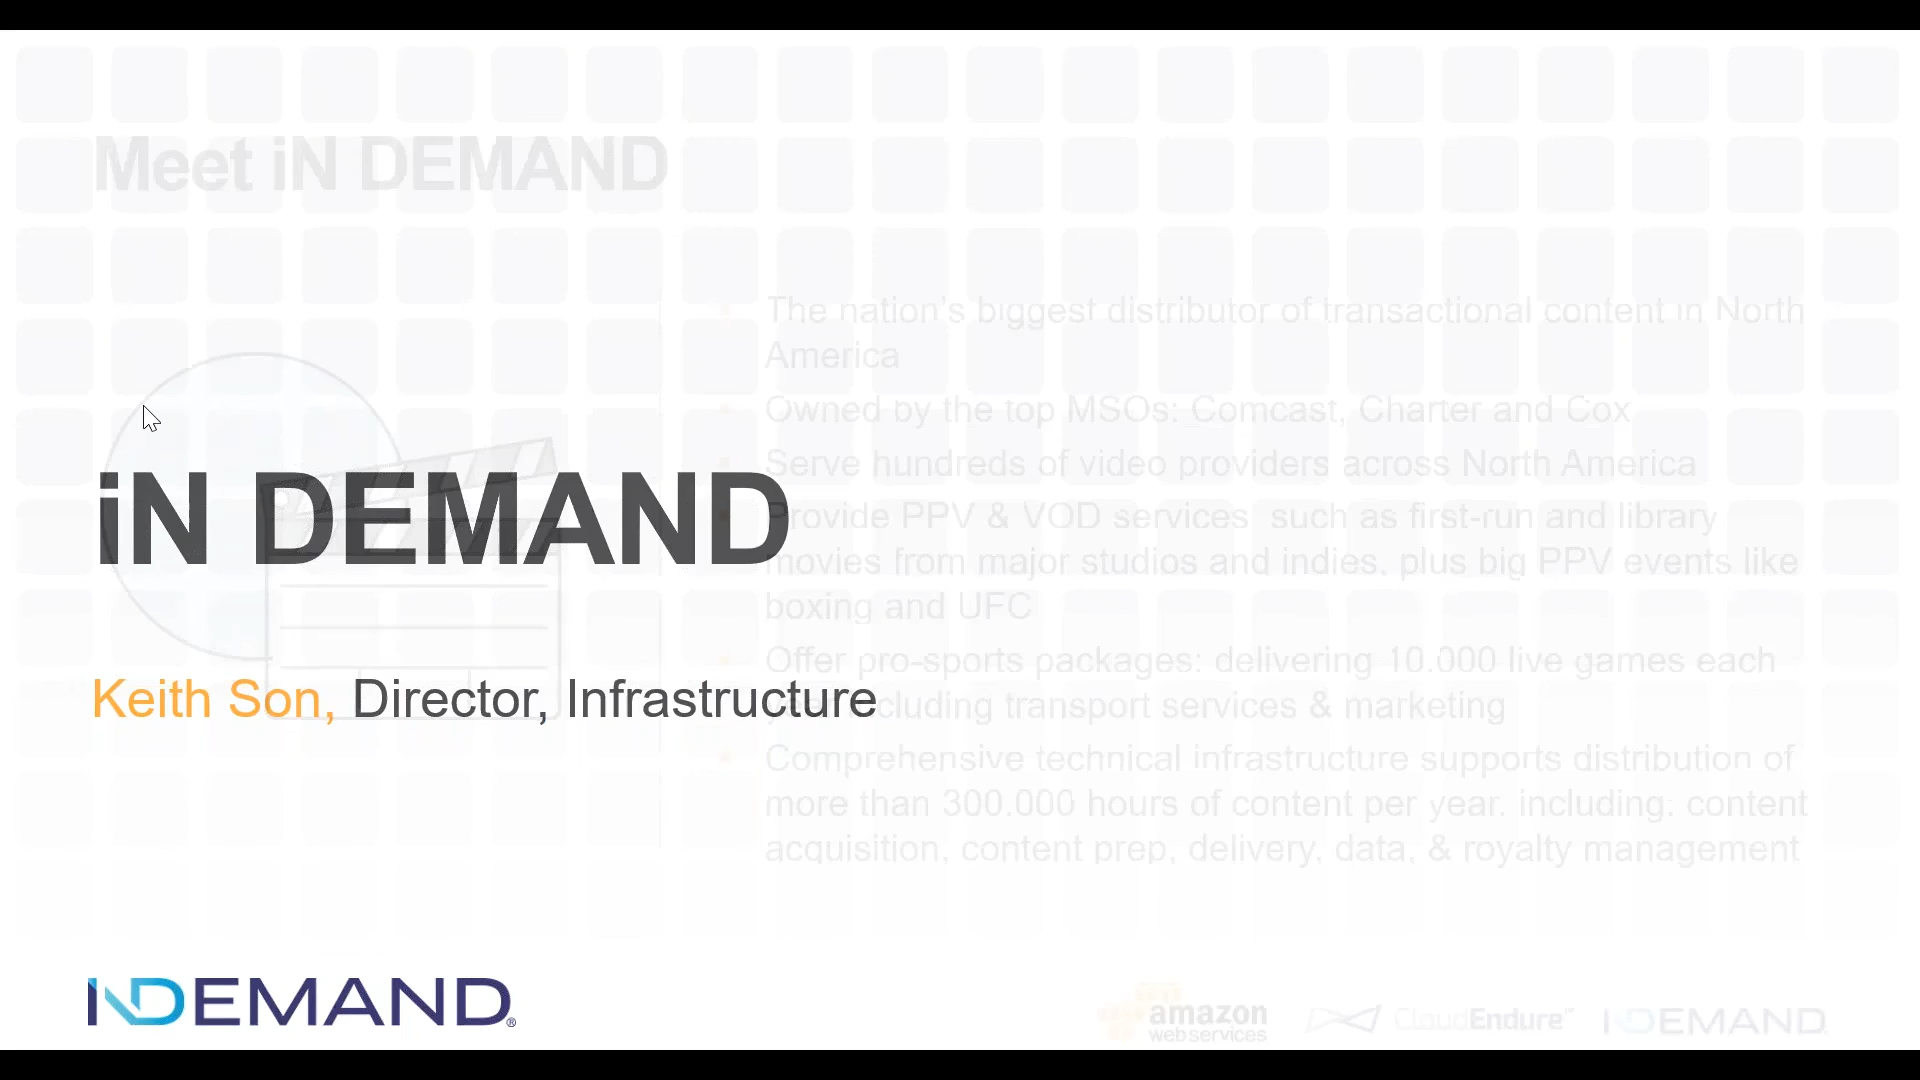 Meet iN DEMAND
The nation's biggest distributor of transactional content in North
America
Owned by the top MSOs: Comcast, Charter and Cox
Serve hundreds of video providers across North America
Provide PPV & VOD services, such as first-run and library
movies from major studios and indies, plus big PPV events like
boxing and UFC
Offer pro-sports packages: delivering 10,000 live games each
including transport services & marketing
Comprehensive technical infrastructure supports distribution of
more than 300,000 hours of content per year, including: content
acquisition, content prep, delivery, data, & royalty management
iN DEMAND
Keith Son, Director, Infrastructure
INDEMAND®
amazon
web services
CloudEndure
INDEMAND